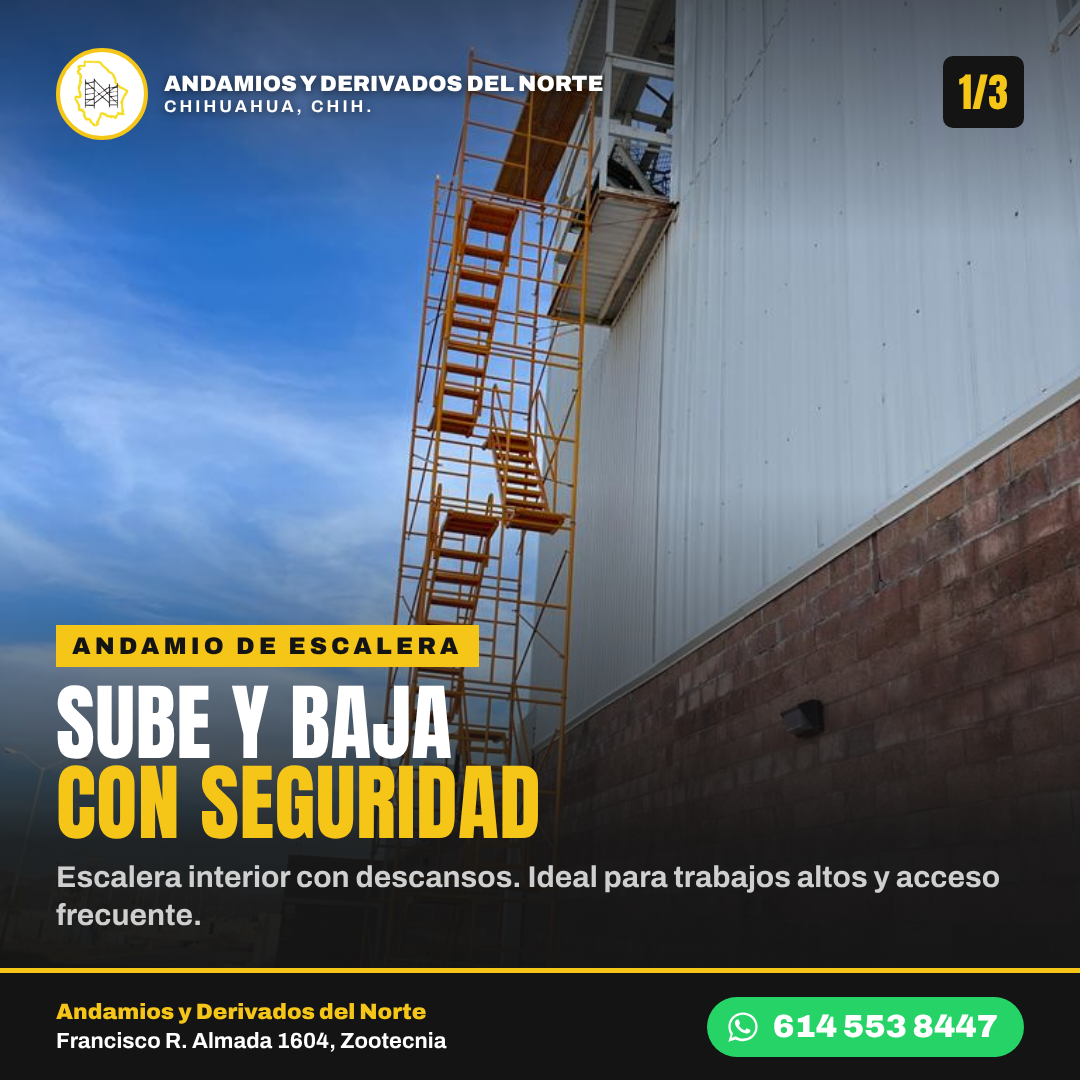 ANDAMIOS Y DERIVADOS DEL NORTE
CHIHUAHUA, CHIH.
1/3
ANDAMIO DE ESCALERA
SUBE Y BAJA
CON SEGURIDAD
Escalera interior con descansos. Ideal para trabajos altos y acceso
frecuente.
Andamios y Derivados del Norte
Francisco R. Almada 1604, Zootecnia
614 553 8447